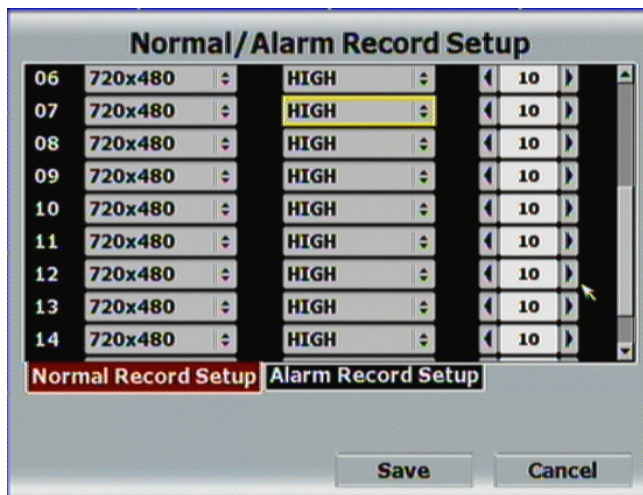 Normal/Alarm Record Setup
06 720x480 HIGH 10
07 720x480 HIGH 10
08 720x480 HIGH 10
09 720x480 HIGH 10
10 720x480 HIGH 10
11 720x480 HIGH 10
12 720x480 HIGH 10
13 720x480 HIGH 10
14 720x480 HIGH 10
Normal Record Setup Alarm Record Setup
Save Cancel